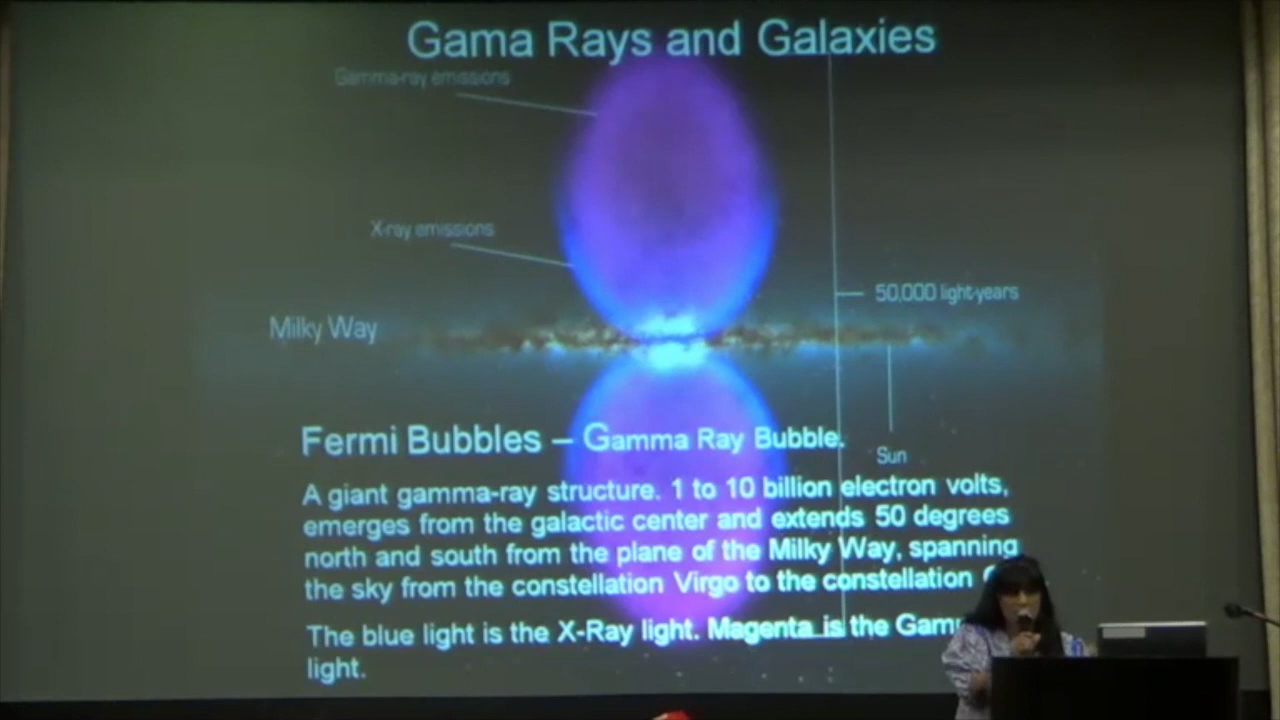 Gama Rays and Galaxies
Gamma-ray emissions
X-ray emissions
50,000 light-years
Milky Way
Fermi Bubbles – Gamma Ray Bubble.
Sun
A giant gamma-ray structure. 1 to 10 billion electron volts,
emerges from the galactic center and extends 50 degrees
north and south from the plane of the Milky Way, spanning
the sky from the constellation Virgo to the constellation
The blue light is the X-Ray light. Magenta is the
light.